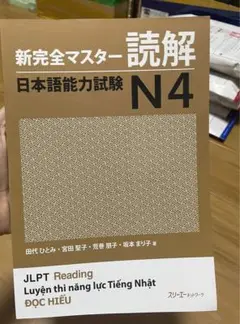 新完全マスター 読解
日本語能力試験 N4
田代 ひとみ・宮田 聖子・荒巻 朋子・坂本 まり子 著
JLPT Reading
Luyện thi năng lực Tiếng Nhật
ĐỌC HIỂU
スリーエーネットワーク